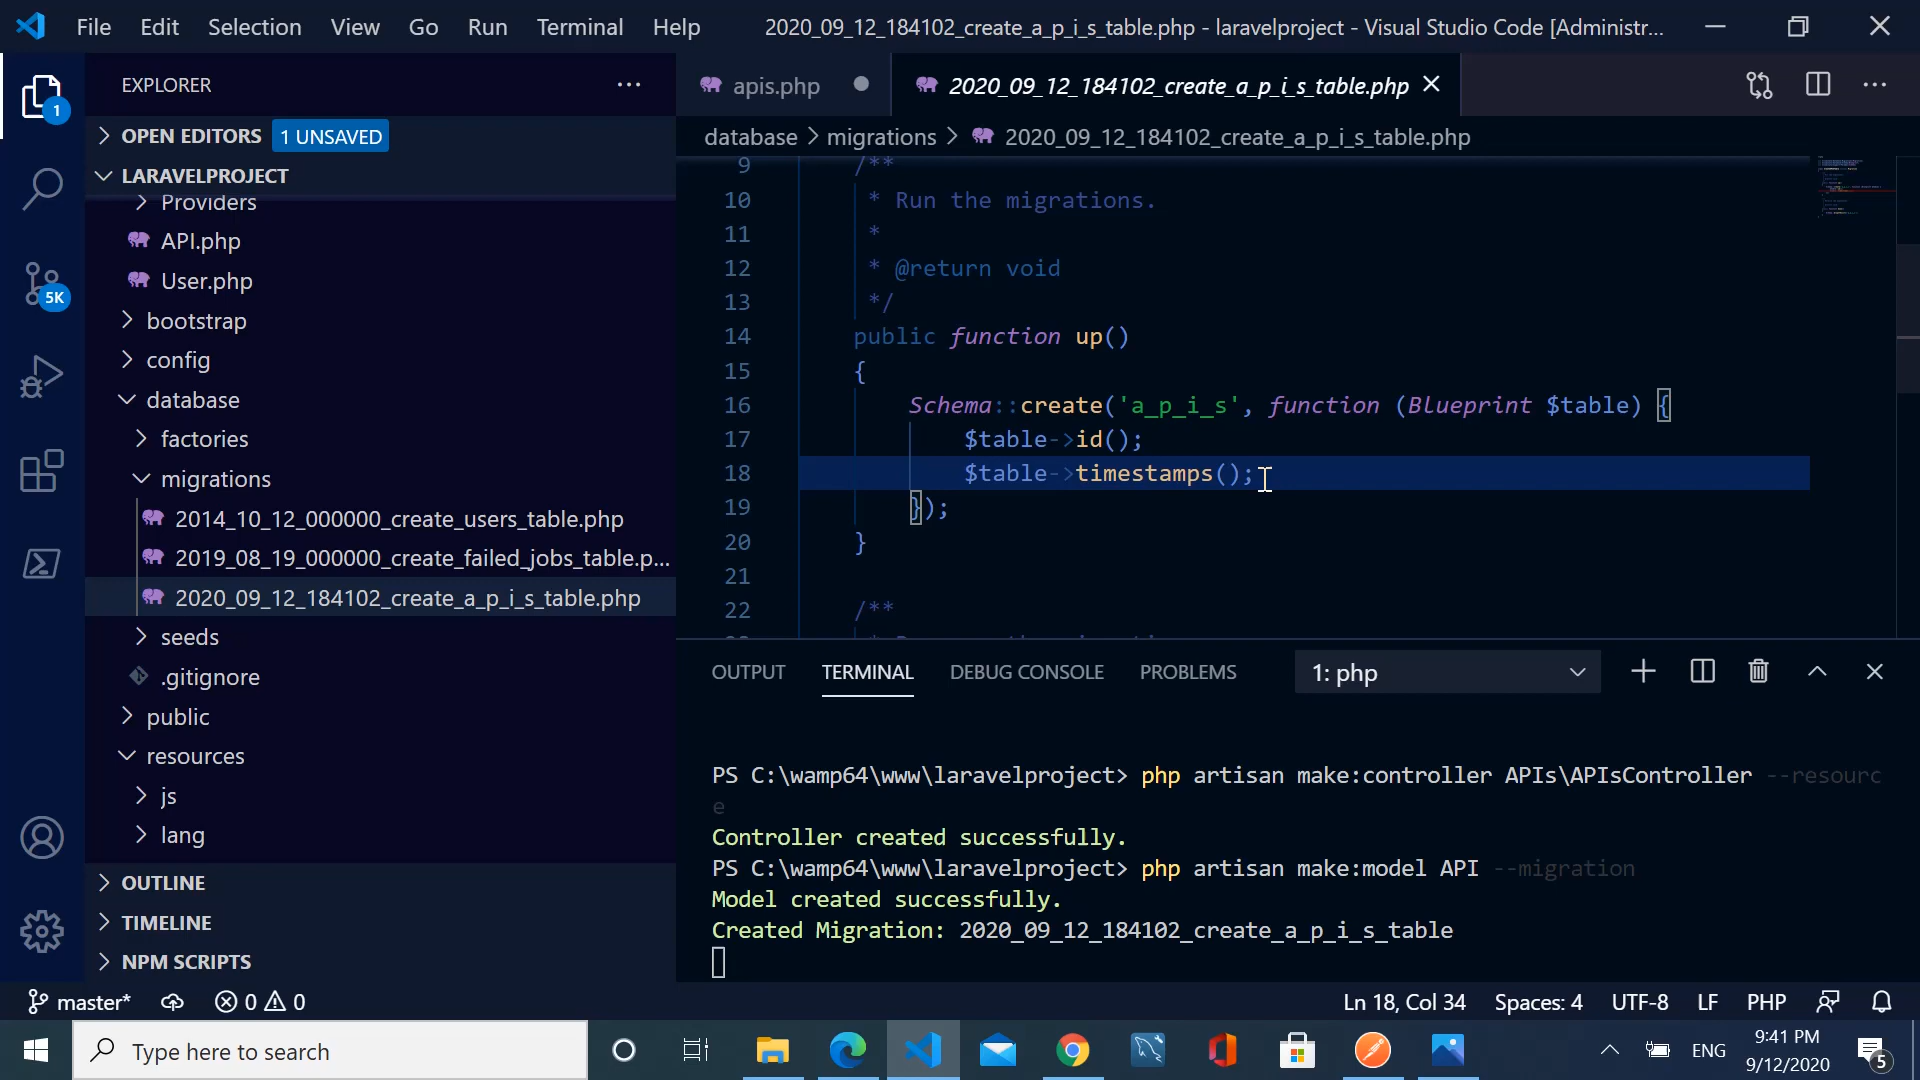 File Edit Selection View Go Run Terminal Help 2020_09_12_184102_create_a_p_i_s_table.php - laravelproject - Visual Studio Code [Administr...
EXPLORER
1
OPEN EDITORS 1 UNSAVED
LARAVELPROJECT
Providers
API.php
User.php
5K
bootstrap
config
database
factories
migrations
2014_10_12_000000_create_users_table.php
2019_08_19_000000_create_failed_jobs_table.p...
2020_09_12_184102_create_a_p_i_s_table.php
seeds
.gitignore
public
resources
js
lang
OUTLINE
TIMELINE
NPM SCRIPTS
apis.php 2020_09_12_184102_create_a_p_i_s_table.php
database > migrations > 2020_09_12_184102_create_a_p_i_s_table.php
9 /**
10 * Run the migrations.
11 *
12 * @return void
13 */
14 public function up()
15 {
16 Schema::create('a_p_i_s', function (Blueprint $table) {
17 $table->id();
18 $table->timestamps();
19 });
20 }
21
22 /**
OUTPUT TERMINAL DEBUG CONSOLE PROBLEMS 1: php
PS C:\wamp64\www\laravelproject> php artisan make:controller APIs\APIsController --resourc
e
Controller created successfully.
PS C:\wamp64\www\laravelproject> php artisan make:model API --migration
Model created successfully.
Created Migration: 2020_09_12_184102_create_a_p_i_s_table
master* 0 0 Ln 18, Col 34 Spaces: 4 UTF-8 LF PHP
Type here to search ENG 9:41 PM
9/12/2020 5